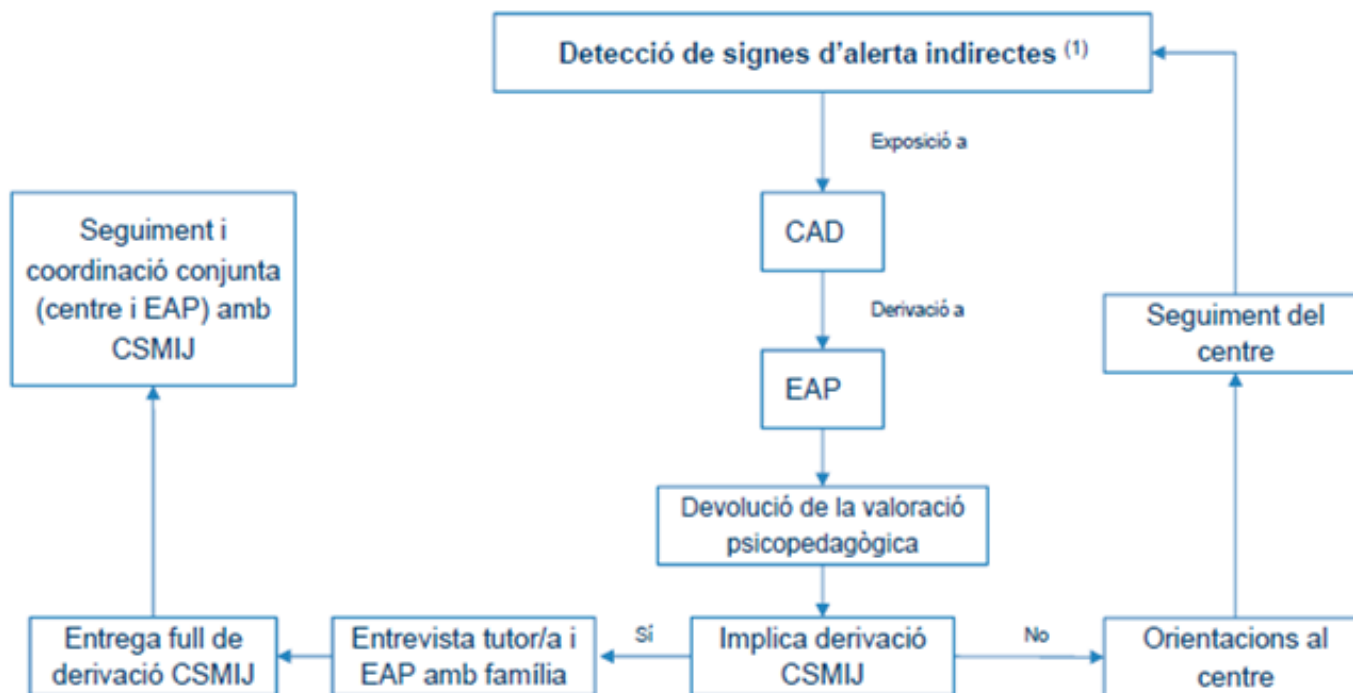 Detecció de signes d'alerta indirectes (1)
Exposició a
CAD
Derivació a
EAP
Devolució de la valoració
psicopedagògica
Implica derivació
CSMIJ
Sí
Entrevista tutor/a i
EAP amb família
Entrega full de
derivació CSMIJ
Seguiment i
coordinació conjunta
(centre i EAP) amb
CSMIJ
No
Orientacions al
centre
Seguiment del
centre